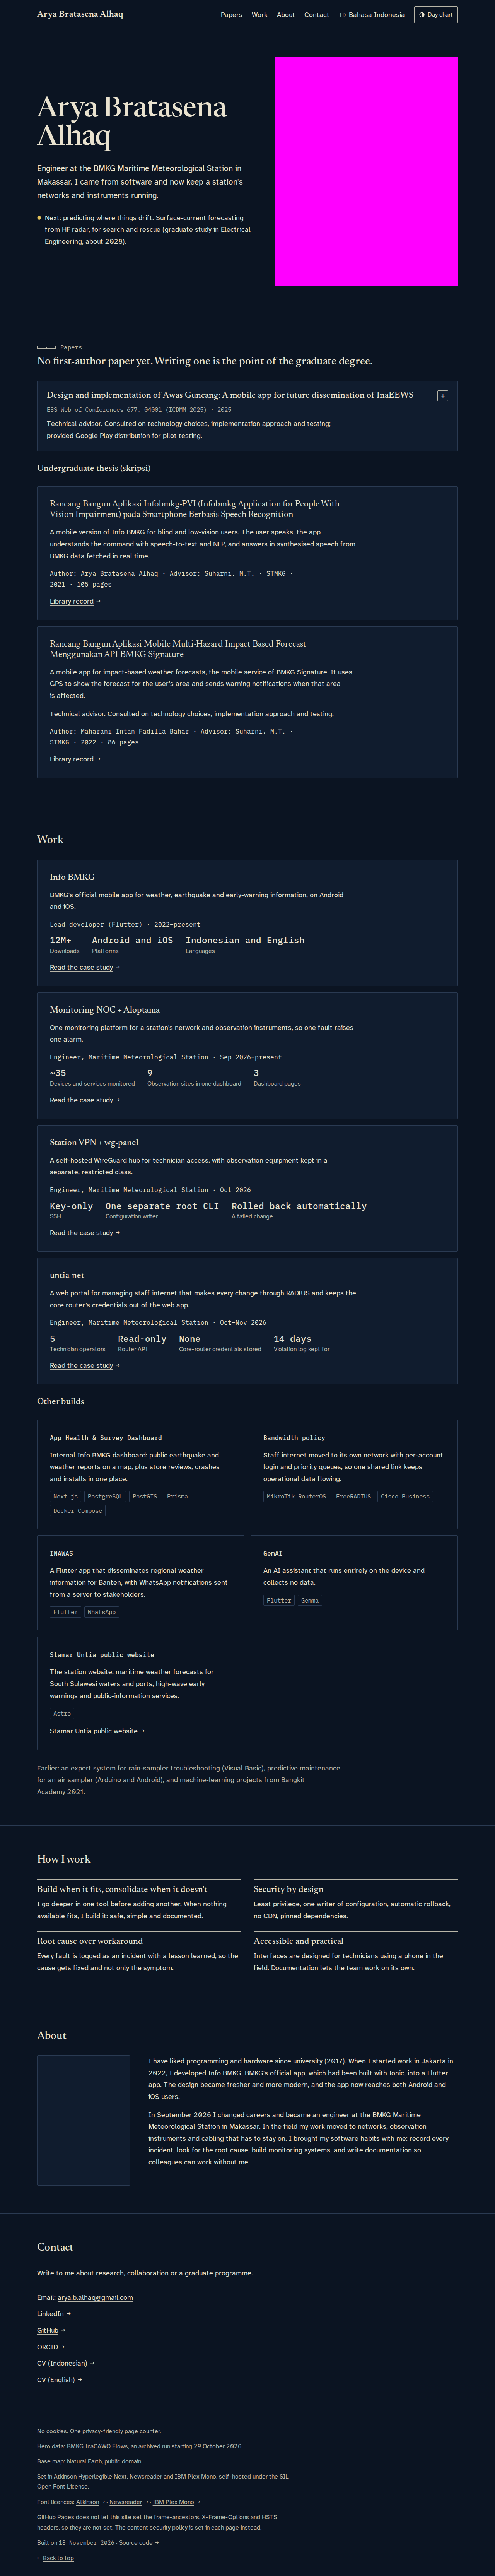 Arya Bratasena Alhaq
Papers Work About Contact ID Bahasa Indonesia Day chart
Arya Bratasena
Alhaq
Engineer at the BMKG Maritime Meteorological Station in
Makassar. I came from software and now keep a station's
networks and instruments running.
Next: predicting where things drift. Surface-current forecasting
from HF radar, for search and rescue (graduate study in Electrical
Engineering, about 2028).
Papers
No first-author paper yet. Writing one is the point of the graduate degree.
Design and implementation of Awas Guncang: A mobile app for future dissemination of InaEEWS
+
E3S Web of Conferences 677, 04001 (ICDMM 2025) · 2025
Technical advisor. Consulted on technology choices, implementation approach and testing;
provided Google Play distribution for pilot testing.
Undergraduate thesis (skripsi)
Rancang Bangun Aplikasi Infobmkg-PVI (Infobmkg Application for People With
Vision Impairment) pada Smartphone Berbasis Speech Recognition
A mobile version of Info BMKG for blind and low-vision users. The user speaks, the app
understands the command with speech-to-text and NLP, and answers in synthesised speech from
BMKG data fetched in real time.
Author: Arya Bratasena Alhaq · Advisor: Suharni, M.T. · STMKG ·
2021 · 105 pages
Library record →
Rancang Bangun Aplikasi Mobile Multi-Hazard Impact Based Forecast
Menggunakan API BMKG Signature
A mobile app for impact-based weather forecasts, the mobile service of BMKG Signature. It uses
GPS to show the forecast for the user's area and sends warning notifications when that area
is affected.
Technical advisor. Consulted on technology choices, implementation approach and testing.
Author: Maharani Intan Fadilla Bahar · Advisor: Suharni, M.T. ·
STMKG · 2022 · 86 pages
Library record →
Work
Info BMKG
BMKG's official mobile app for weather, earthquake and early-warning information, on Android
and iOS.
Lead developer (Flutter) · 2022–present
12M+ Android and iOS Indonesian and English
Downloads Platforms Languages
Read the case study →
Monitoring NOC + Aloptama
One monitoring platform for a station's network and observation instruments, so one fault raises
one alarm.
Engineer, Maritime Meteorological Station · Sep 2026–present
~35 9 3
Devices and services monitored Observation sites in one dashboard Dashboard pages
Read the case study →
Station VPN + wg-panel
A self-hosted WireGuard hub for technician access, with observation equipment kept in a
separate, restricted class.
Engineer, Maritime Meteorological Station · Oct 2026
Key-only One separate root CLI Rolled back automatically
SSH Configuration writer A failed change
Read the case study →
untia-net
A web portal for managing staff internet that makes every change through RADIUS and keeps the
core router's credentials out of the web app.
Engineer, Maritime Meteorological Station · Oct–Nov 2026
5 Read-only None 14 days
Technician operators Router API Core-router credentials stored Violation log kept for
Read the case study →
Other builds
App Health & Survey Dashboard
Internal Info BMKG dashboard: public earthquake and
weather reports on a map, plus store reviews, crashes
and installs in one place.
Next.js PostgreSQL PostGIS Prisma
Docker Compose
Bandwidth policy
Staff internet moved to its own network with per-account
login and priority queues, so one shared link keeps
operational data flowing.
MikroTik RouterOS FreeRADIUS Cisco Business
INAWAS
A Flutter app that disseminates regional weather
information for Banten, with WhatsApp notifications sent
from a server to stakeholders.
Flutter WhatsApp
GemAI
An AI assistant that runs entirely on the device and
collects no data.
Flutter Gemma
Stamar Untia public website
The station website: maritime weather forecasts for
South Sulawesi waters and ports, high-wave early
warnings and public-information services.
Astro
Stamar Untia public website →
Earlier: an expert system for rain-sampler troubleshooting (Visual Basic), predictive maintenance
for an air sampler (Arduino and Android), and machine-learning projects from Bangkit
Academy 2021.
How I work
Build when it fits, consolidate when it doesn't
I go deeper in one tool before adding another. When nothing
available fits, I build it: safe, simple and documented.
Security by design
Least privilege, one writer of configuration, automatic rollback,
no CDN, pinned dependencies.
Root cause over workaround
Every fault is logged as an incident with a lesson learned, so the
cause gets fixed and not only the symptom.
Accessible and practical
Interfaces are designed for technicians using a phone in the
field. Documentation lets the team work on its own.
About
I have liked programming and hardware since university (2017). When I started work in Jakarta in
2022, I developed Info BMKG, BMKG's official app, which had been built with Ionic, into a Flutter
app. The design became fresher and more modern, and the app now reaches both Android and
iOS users.
In September 2026 I changed careers and became an engineer at the BMKG Maritime
Meteorological Station in Makassar. In the field my work moved to networks, observation
instruments and cabling that has to stay on. I brought my software habits with me: record every
incident, look for the root cause, build monitoring systems, and write documentation so
colleagues can work without me.
Contact
Write to me about research, collaboration or a graduate programme.
Email: arya.b.alhaq@gmail.com
LinkedIn →
GitHub →
ORCID →
CV (Indonesian) →
CV (English) →
No cookies. One privacy-friendly page counter.
Hero data: BMKG InaCAWO Flows, an archived run starting 29 October 2026.
Base map: Natural Earth, public domain.
Set in Atkinson Hyperlegible Next, Newsreader and IBM Plex Mono, self-hosted under the SIL
Open Font License.
Font licences: Atkinson → · Newsreader → · IBM Plex Mono →
GitHub Pages does not let this site set the frame-ancestors, X-Frame-Options and HSTS
headers, so they are not set. The content security policy is set in each page instead.
Built on 18 November 2026 · Source code →
← Back to top